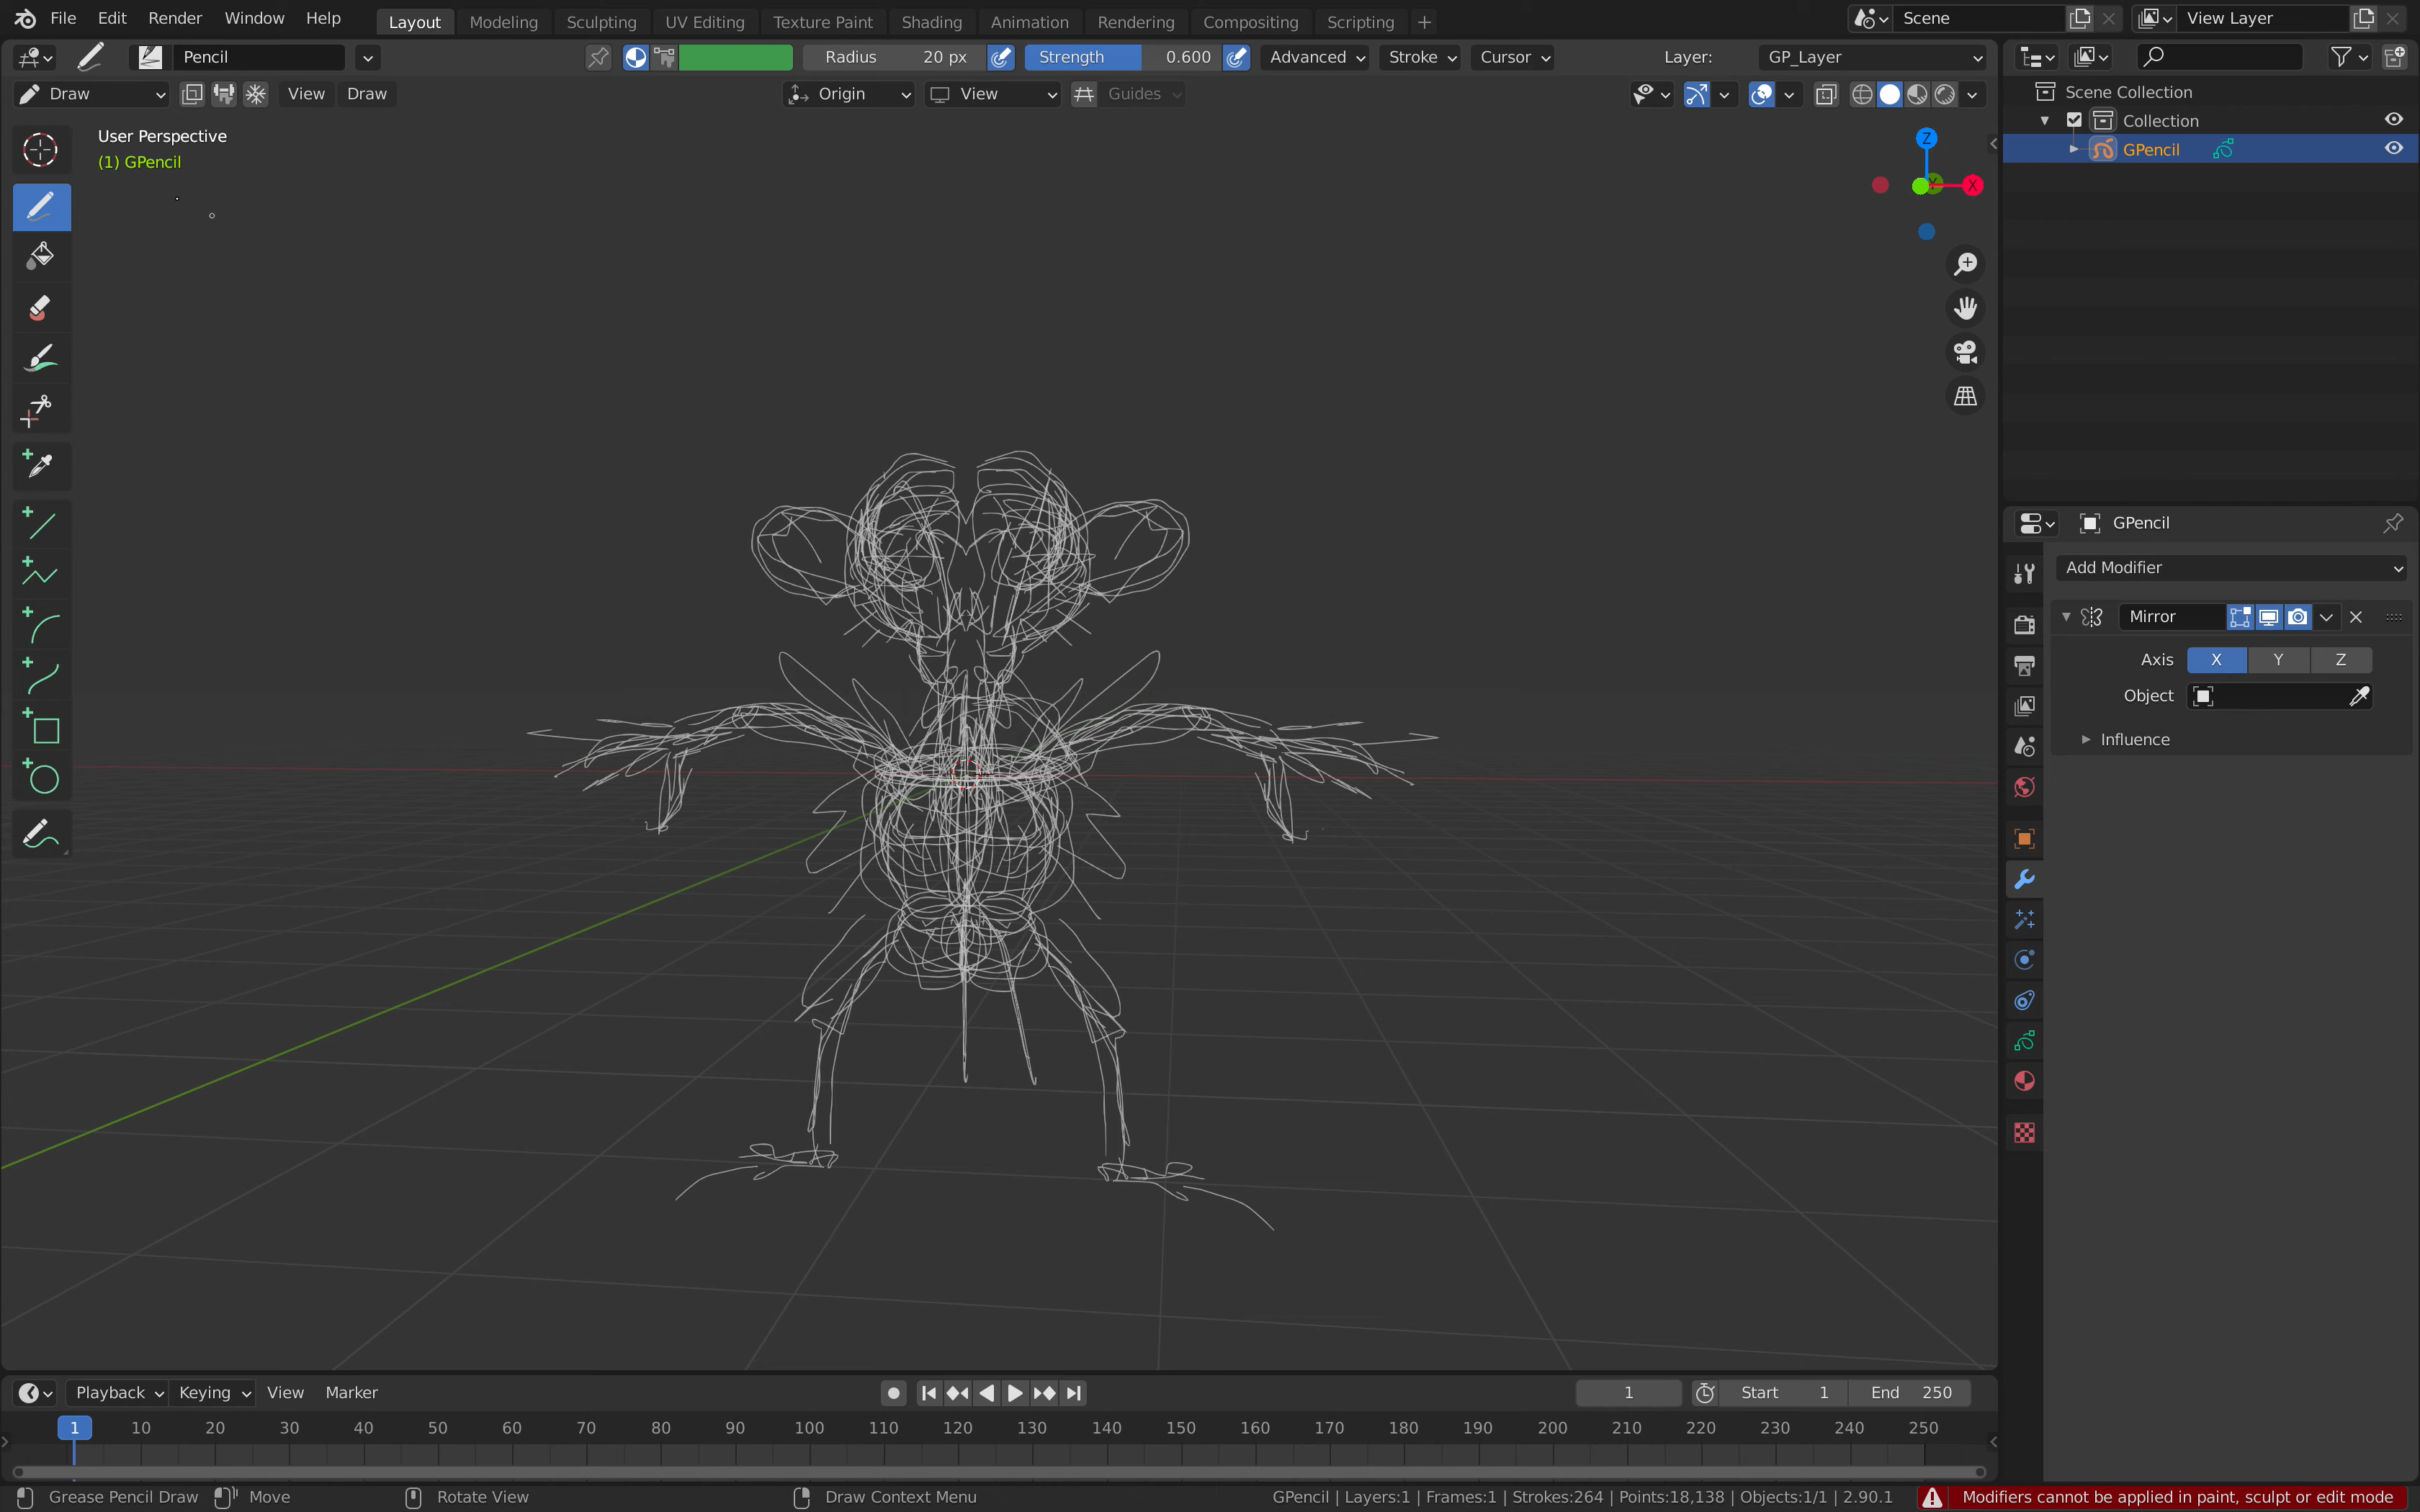 File Edit Render Window Help Layout Modeling Sculpting UV Editing Texture Paint Shading Animation Rendering Compositing Scripting + Scene View Layer
Pencil Radius 20 px Strength 0.600 Advanced Stroke Cursor Layer: GP_Layer
Draw View Draw Origin View Guides
Scene Collection
Collection
GPencil
User Perspective
(1) GPencil
Z
Y
X
GPencil
Add Modifier
Mirror
Axis X Y Z
Object
Influence
Playback Keying View Marker 1 Start 1 End 250
1 10 20 30 40 50 60 70 80 90 100 110 120 130 140 150 160 170 180 190 200 210 220 230 240 250
Grease Pencil Draw Move Rotate View Draw Context Menu GPencil | Layers:1 | Frames:1 | Strokes:264 | Points:18,138 | Objects:1/1 | 2.90.1 Modifiers cannot be applied in paint, sculpt or edit mode